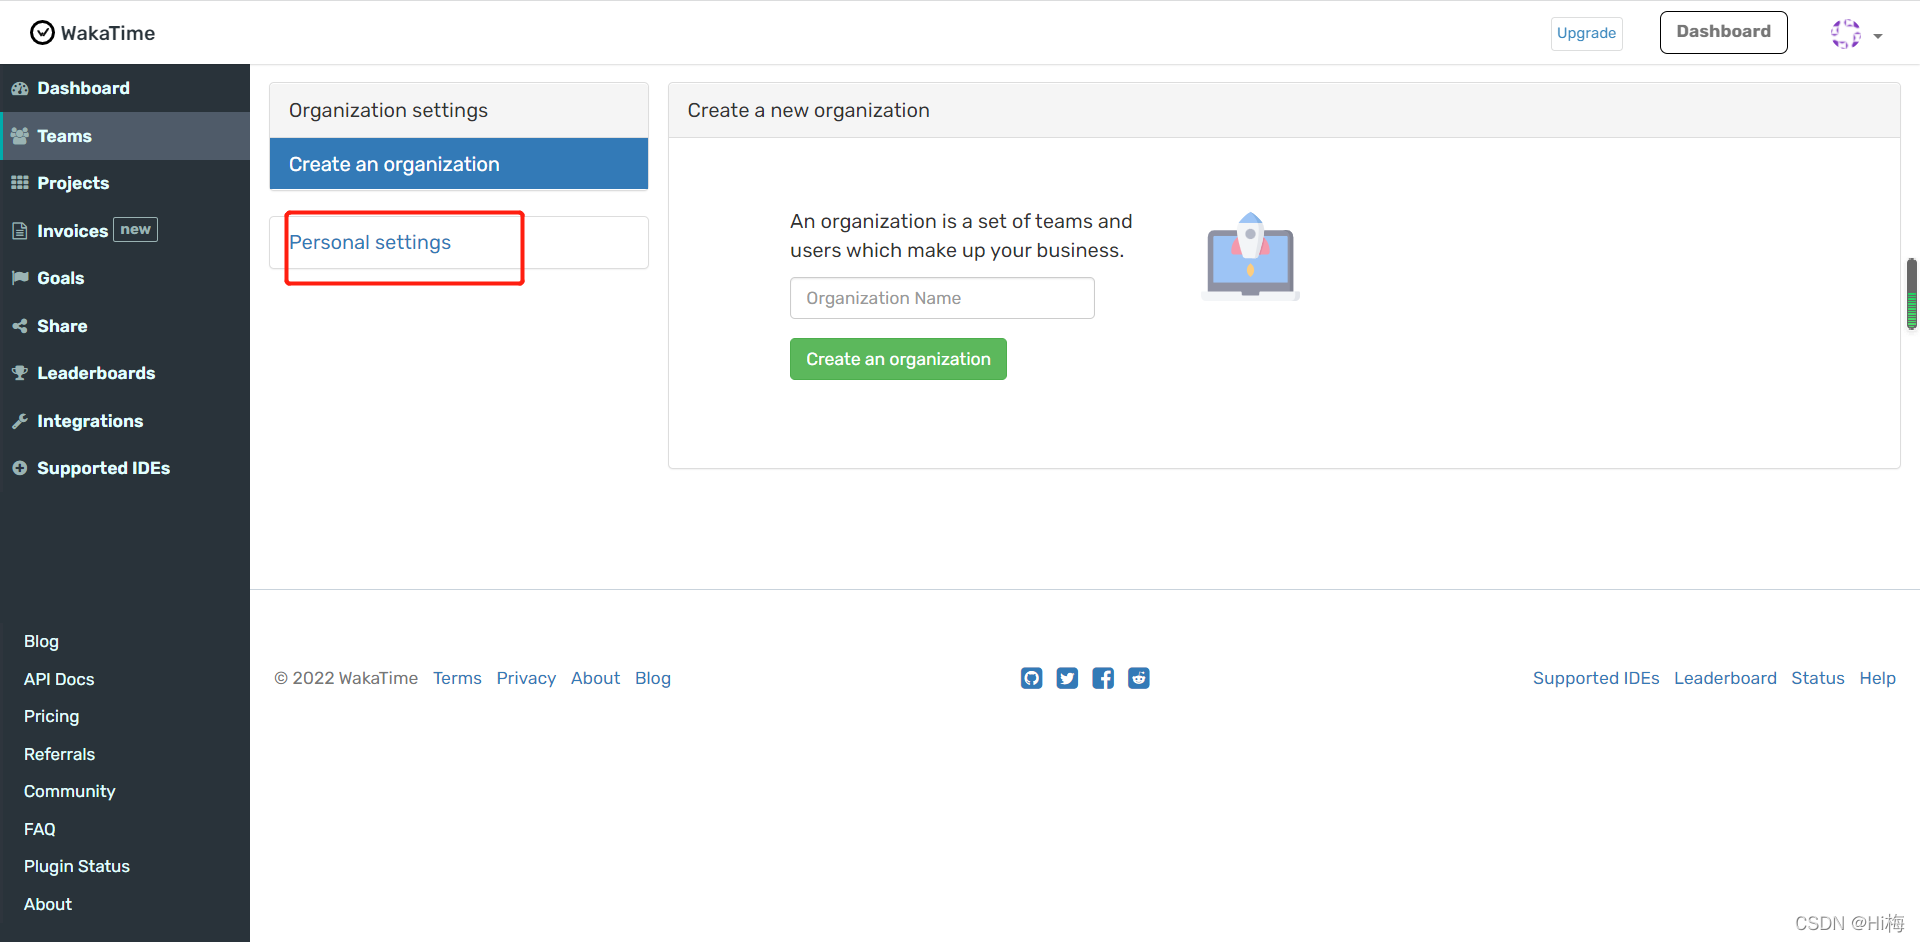 WakaTime
Upgrade
Dashboard
Dashboard
Teams
Projects
Invoices new
Goals
Share
Leaderboards
Integrations
Supported IDEs
Blog
API Docs
Pricing
Referrals
Community
FAQ
Plugin Status
About
Organization settings
Create an organization
Personal settings
Create a new organization
An organization is a set of teams and
users which make up your business.
Organization Name
Create an organization
© 2022 WakaTime Terms Privacy About Blog
Supported IDEs Leaderboard Status Help
CSDN @Hi梅